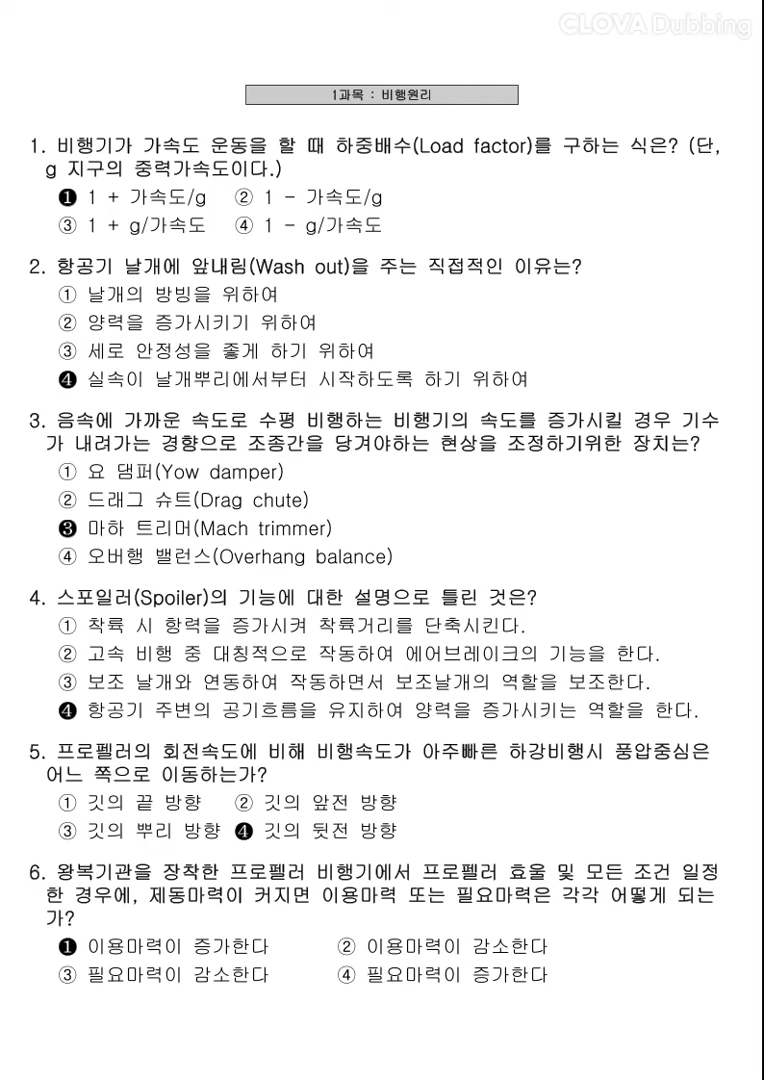 CLOVA Dubbing
1과목 : 비행원리
1. 비행기가 가속도 운동을 할 때 하중배수(Load factor)를 구하는 식은? (단,
g 지구의 중력가속도이다.)
❶ 1 + 가속도/g ② 1 - 가속도/g
③ 1 + g/가속도 ④ 1 - g/가속도
2. 항공기 날개에 앞내림(Wash out)을 주는 직접적인 이유는?
① 날개의 방빙을 위하여
② 양력을 증가시키기 위하여
③ 세로 안정성을 좋게 하기 위하여
❹ 실속이 날개뿌리에서부터 시작하도록 하기 위하여
3. 음속에 가까운 속도로 수평 비행하는 비행기의 속도를 증가시킬 경우 기수
가 내려가는 경향으로 조종간을 당겨야하는 현상을 조정하기위한 장치는?
① 요 댐퍼(Yow damper)
② 드래그 슈트(Drag chute)
❸ 마하 트리머(Mach trimmer)
④ 오버행 밸런스(Overhang balance)
4. 스포일러(Spoiler)의 기능에 대한 설명으로 틀린 것은?
① 착륙 시 항력을 증가시켜 착륙거리를 단축시킨다.
② 고속 비행 중 대칭적으로 작동하여 에어브레이크의 기능을 한다.
③ 보조 날개와 연동하여 작동하면서 보조날개의 역할을 보조한다.
❹ 항공기 주변의 공기흐름을 유지하여 양력을 증가시키는 역할을 한다.
5. 프로펠러의 회전속도에 비해 비행속도가 아주빠른 하강비행시 풍압중심은
어느 쪽으로 이동하는가?
① 깃의 끝 방향 ② 깃의 앞전 방향
③ 깃의 뿌리 방향 ❹ 깃의 뒷전 방향
6. 왕복기관을 장착한 프로펠러 비행기에서 프로펠러 효율 및 모든 조건 일정
한 경우에, 제동마력이 커지면 이용마력 또는 필요마력은 각각 어떻게 되는
가?
❶ 이용마력이 증가한다 ② 이용마력이 감소한다
③ 필요마력이 감소한다 ④ 필요마력이 증가한다